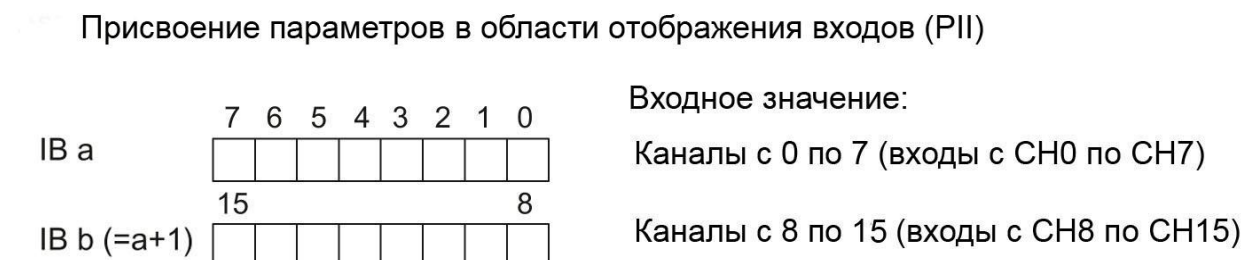 Присвоение параметров в области отображения входов (PII)
Входное значение:
7 6 5 4 3 2 1 0
IB a Каналы с 0 по 7 (входы с CH0 по CH7)
15 8
IB b (=a+1) Каналы с 8 по 15 (входы с CH8 по CH15)